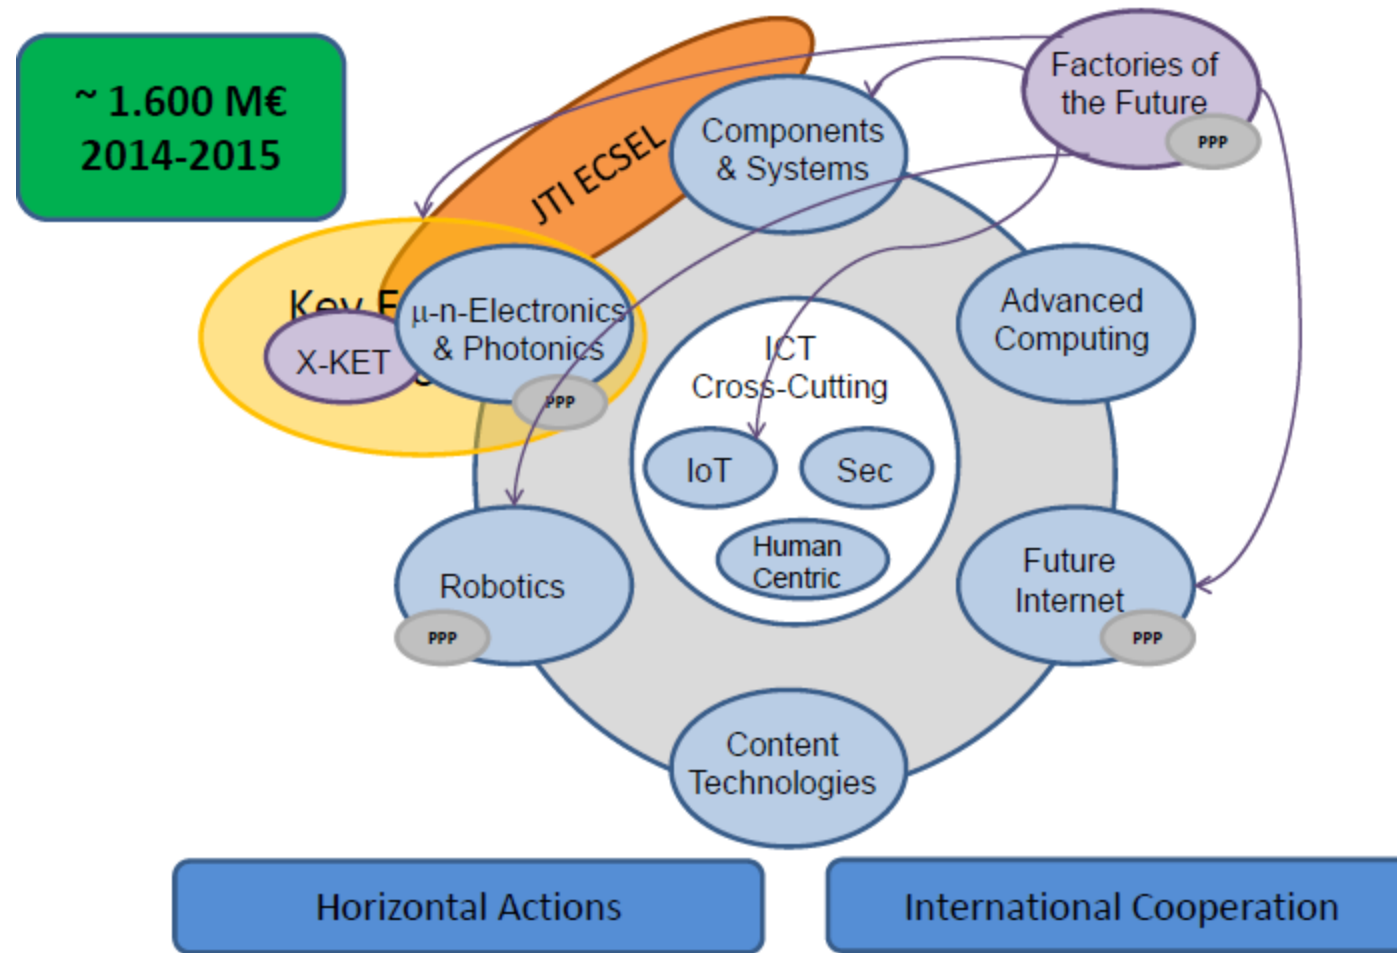 ~ 1.600 M€
2014-2015
Factories of
the Future
PPP
Components
& Systems
JTI ECSEL
Key
X-KET
μ-n-Electronics
& Photonics
PPP
Advanced
Computing
ICT
Cross-Cutting
IoT
Sec
Human
Centric
Robotics
PPP
Future
Internet
PPP
Content
Technologies
Horizontal Actions
International Cooperation